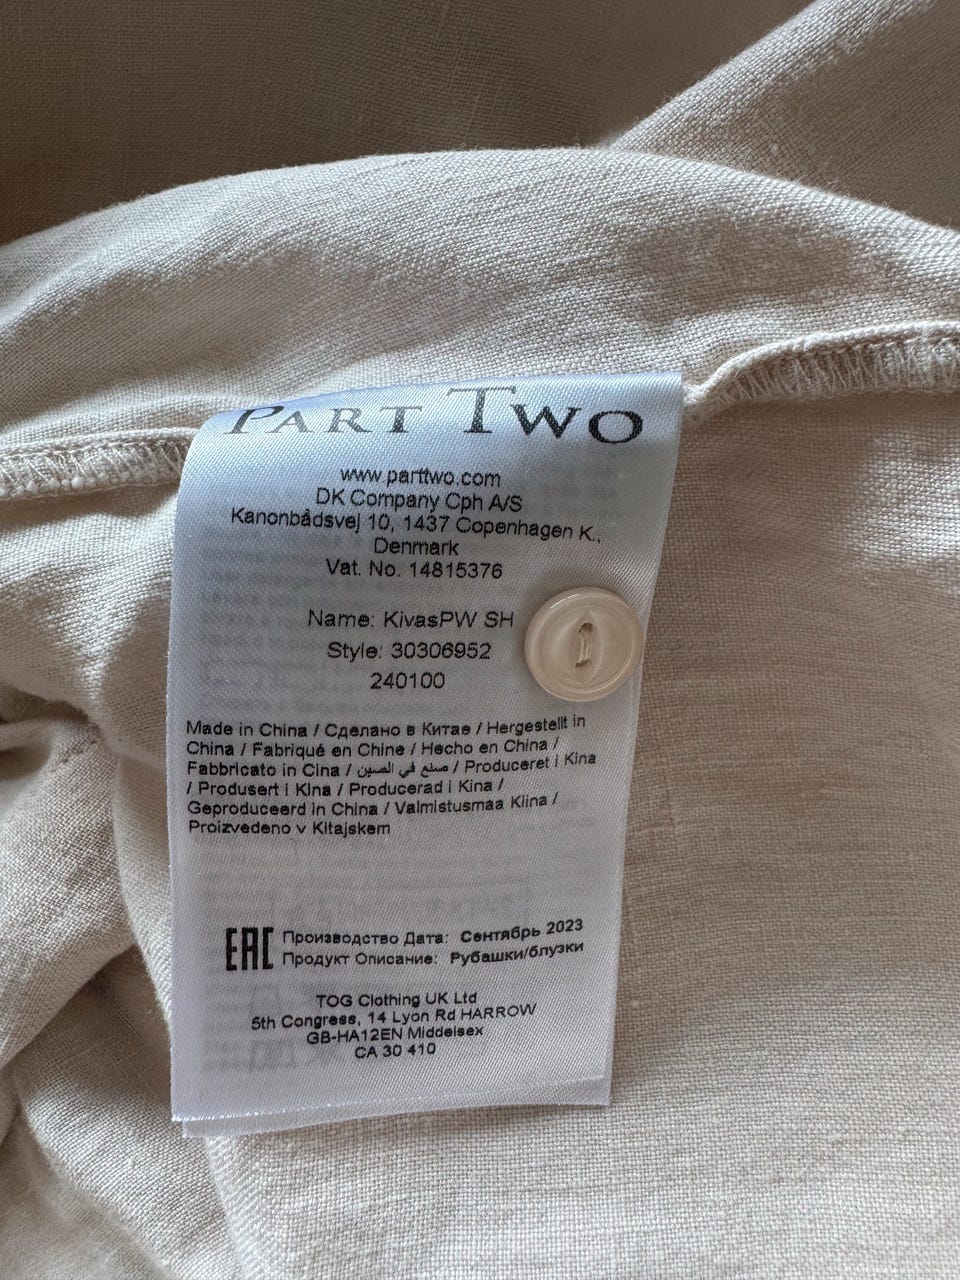 PART TWO
www.parttwo.com
DK Company Cph A/S
Kanonbådsvej 10, 1437 Copenhagen K.,
Denmark
Vat. No. 14815376
Name: KivasPW SH
Style: 30306952
240100
Made in China / Сделано в Китае / Hergestellt in
China / Fabriqué en Chine / Hecho en China /
Fabbricato in Cina / صنع في الصين / Produceret i Kina
/ Produsert i Kina / Producerad i Kina /
Geproduceerd in China / Valmistusmaa Kiina /
Proizvedeno v Kitajskem
EAC Производство Дата: Сентябрь 2023
Продукт Описание: Рубашки/блузки
TOG Clothing UK Ltd
5th Congress, 14 Lyon Rd HARROW
GB-HA12EN Middelsex
CA 30 410